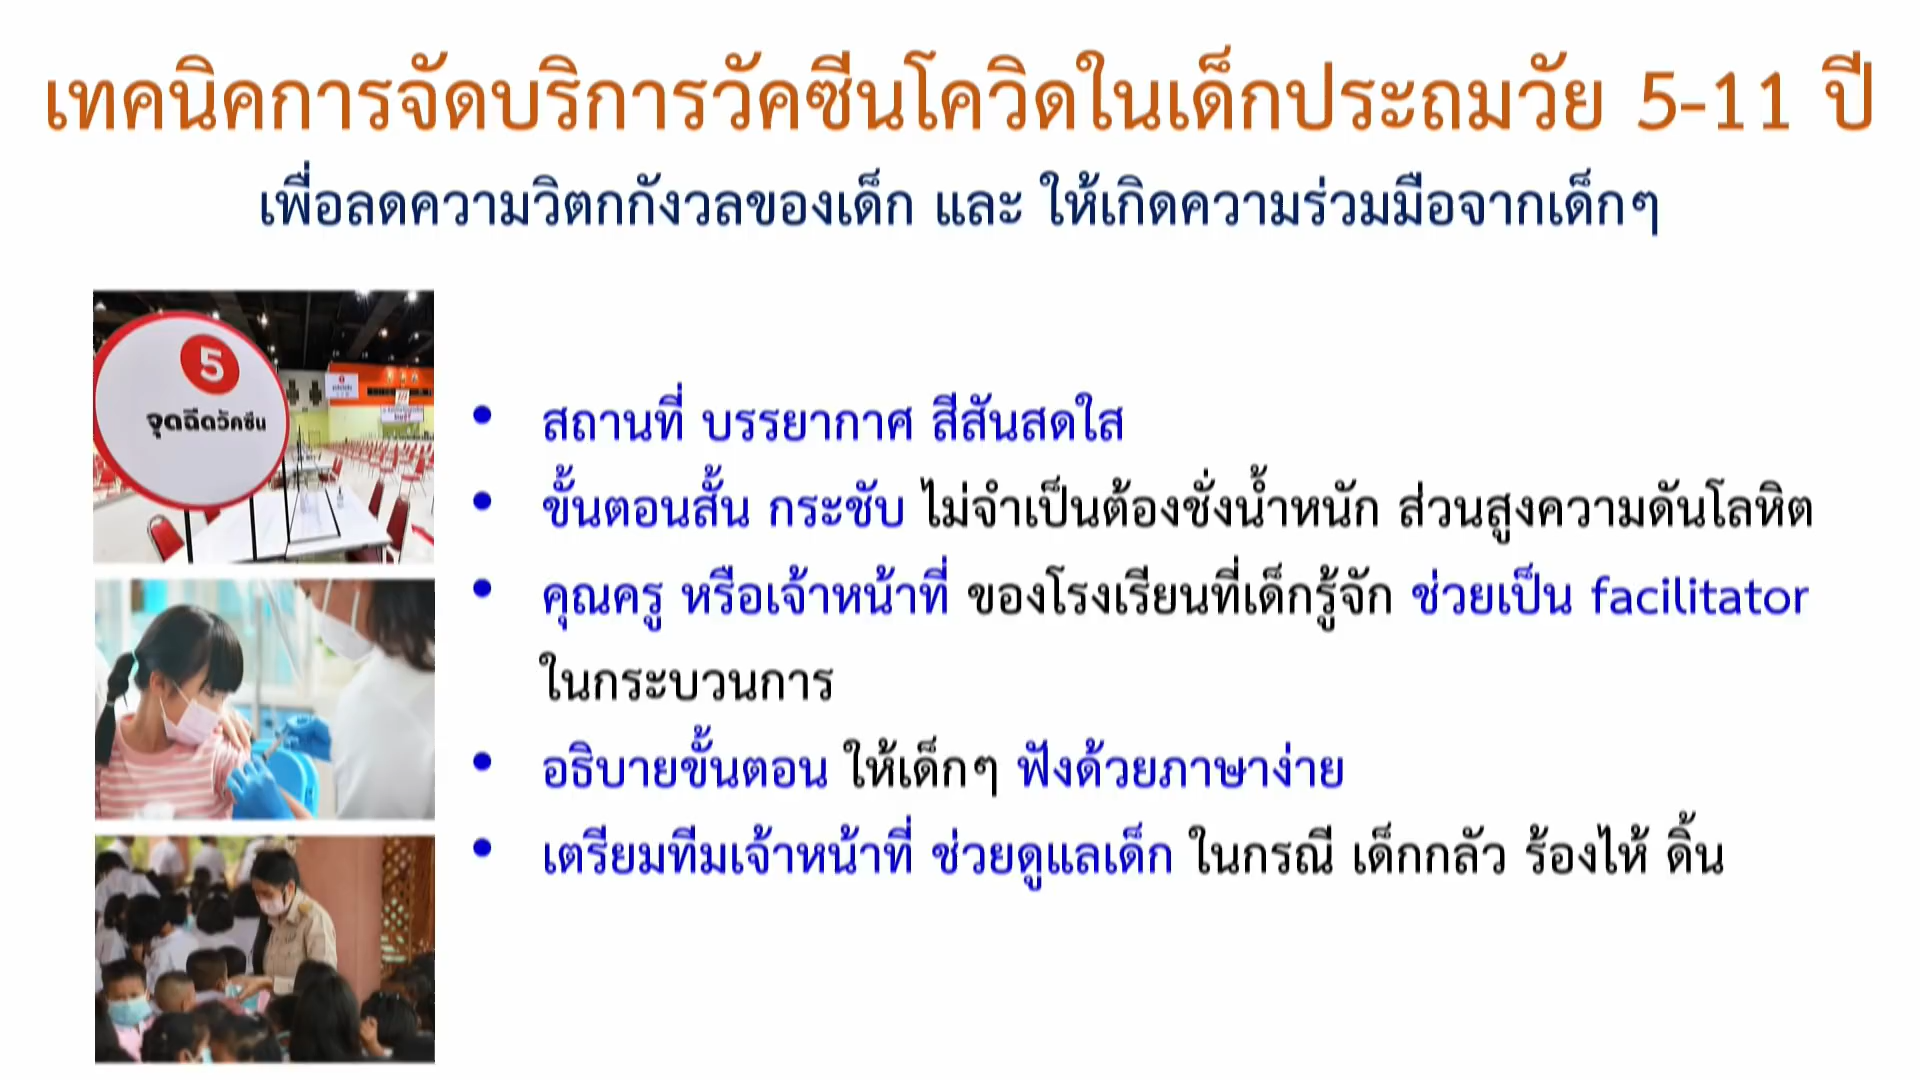 เทคนิคการจัดบริการวัคซีนโควิดในเด็กประถมวัย 5-11 ปี
เพื่อลดความวิตกกังวลของเด็ก และ ให้เกิดความร่วมมือจากเด็กๆ
5
จุดฉีดวัคซีน
• สถานที่ บรรยากาศ สีสันสดใส
• ขั้นตอนสั้น กระชับ ไม่จำเป็นต้องชั่งน้ำหนัก ส่วนสูงความดันโลหิต
• คุณครู หรือเจ้าหน้าที่ ของโรงเรียนที่เด็กรู้จัก ช่วยเป็น facilitator
ในกระบวนการ
• อธิบายขั้นตอน ให้เด็กๆ ฟังด้วยภาษาง่าย
• เตรียมทีมเจ้าหน้าที่ ช่วยดูแลเด็ก ในกรณี เด็กกลัว ร้องไห้ ดิ้น